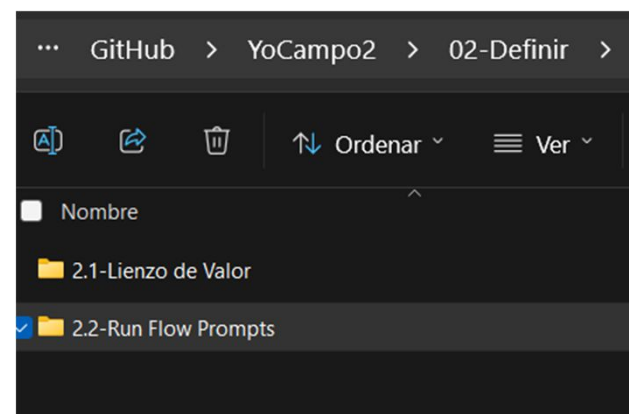 … GitHub > YoCampo2 > 02-Definir >
Ordenar Ver
Nombre
2.1-Lienzo de Valor
2.2-Run Flow Prompts